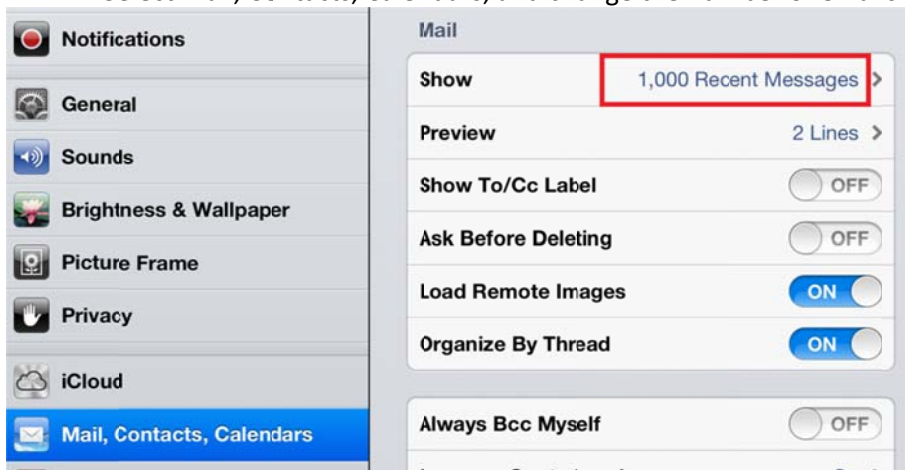 Notifications
General
Sounds
Brightness & Wallpaper
Picture Frame
Privacy
iCloud
Mail, Contacts, Calendars
Mail
Show 1,000 Recent Messages >
Preview 2 Lines >
Show To/Cc Label OFF
Ask Before Deleting OFF
Load Remote Images ON
Organize By Thread ON
Always Bcc Myself OFF